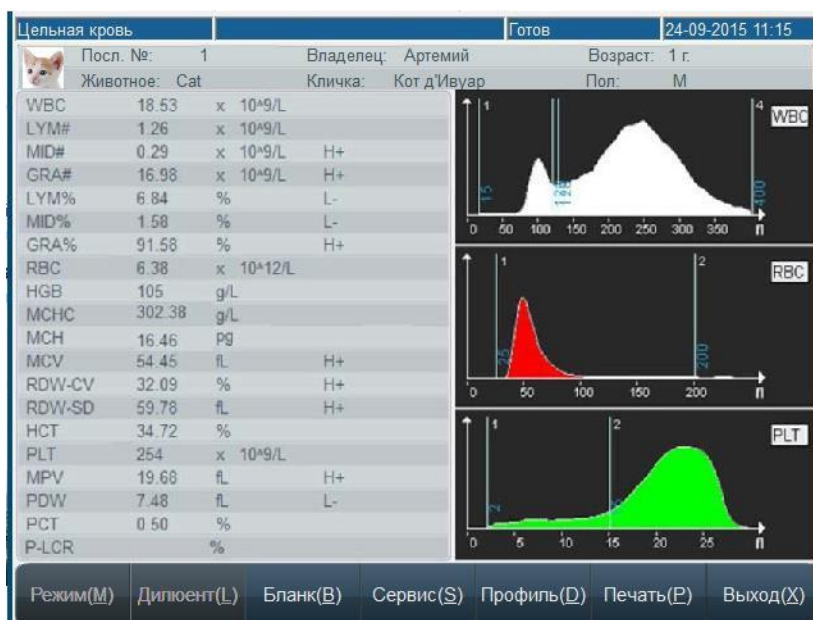 Цельная кровь Готов 24-09-2015 11:15
Посл. №: 1 Владелец: Артемий Возраст: 1 г.
Животное: Cat Кличка: Кот д'Ивуар Пол: M
WBC 18.53 x 10^9/L
LYM# 1.26 x 10^9/L
MID# 0.29 x 10^9/L H+
GRA# 16.98 x 10^9/L H+
LYM% 6.84 % L-
MID% 1.58 % L-
GRA% 91.58 % H+
RBC 6.38 x 10^12/L
HGB 105 g/L
MCHC 302.38 g/L
MCH 16.46 pg
MCV 54.45 fL H+
RDW-CV 32.09 % H+
RDW-SD 59.78 fL H+
HCT 34.72 %
PLT 254 x 10^9/L
MPV 19.68 fL H+
PDW 7.48 fL L-
PCT 0.50 %
P-LCR %
1 4 WBC
15 400
0 50 100 150 200 250 300 350 п
1 2 RBC
25 200
0 50 100 150 200 п
1 2 PLT
2
0 5 10 15 20 25 п
Режим(M) Дилюент(L) Бланк(B) Сервис(S) Профиль(D) Печать(P) Выход(X)